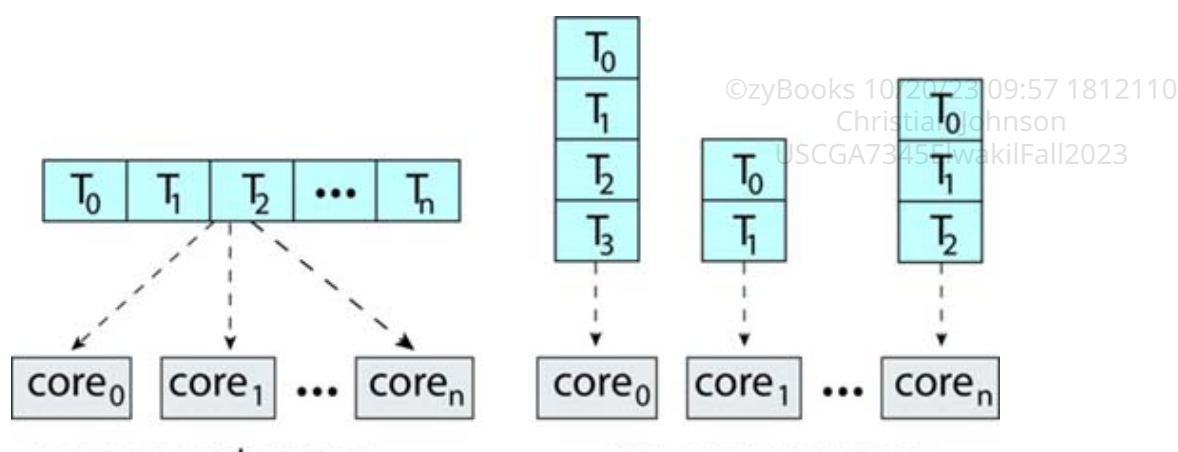 T0
T1
T2
T3
©zyBooks 10/20/23 09:57 1812110
Christian Johnson
T0 T1 T2 ••• Tn
T0
T1
T0
T1
T2
core0 core1 ••• coren
core0 core1 ••• coren